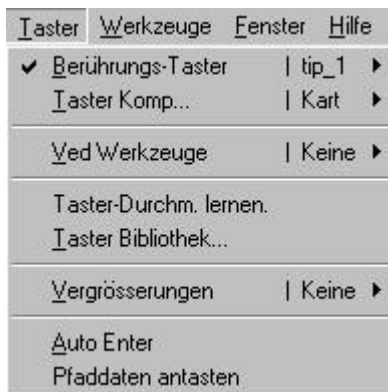 Taster Werkzeuge Fenster Hilfe
✔ Berührungs-Taster | tip_1
Taster Komp... | Kart
Ved Werkzeuge | Keine
Taster-Durchm. lernen.
Taster Bibliothek...
Vergrösserungen | Keine
Auto Enter
Pfaddaten antasten